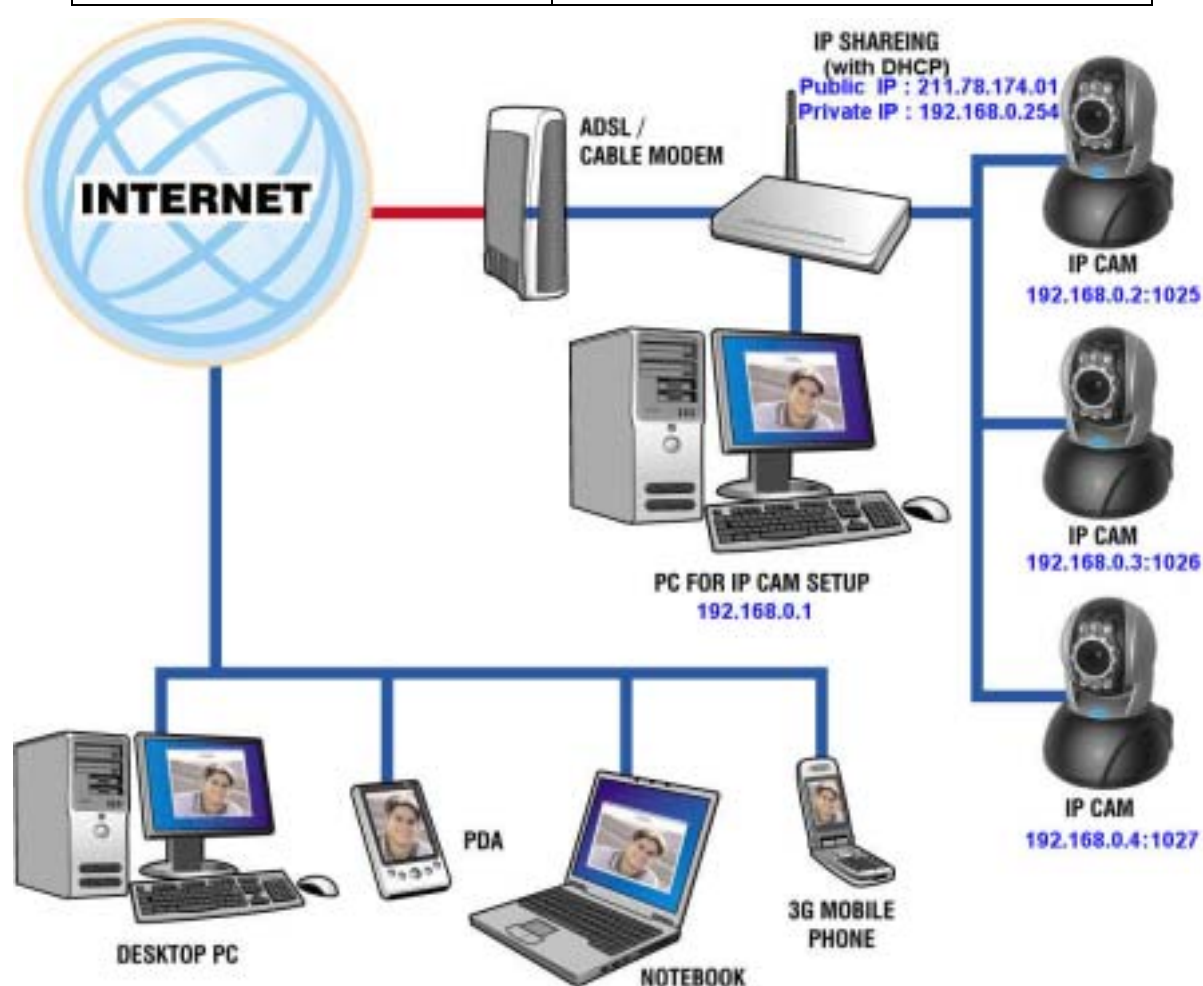 IP SHAREING
(with DHCP)
Public IP : 211.78.174.01
Private IP : 192.168.0.254
ADSL /
CABLE MODEM
INTERNET
IP CAM
192.168.0.2:1025
IP CAM
192.168.0.3:1026
PC FOR IP CAM SETUP
192.168.0.1
IP CAM
192.168.0.4:1027
PDA
3G MOBILE
PHONE
DESKTOP PC
NOTEBOOK